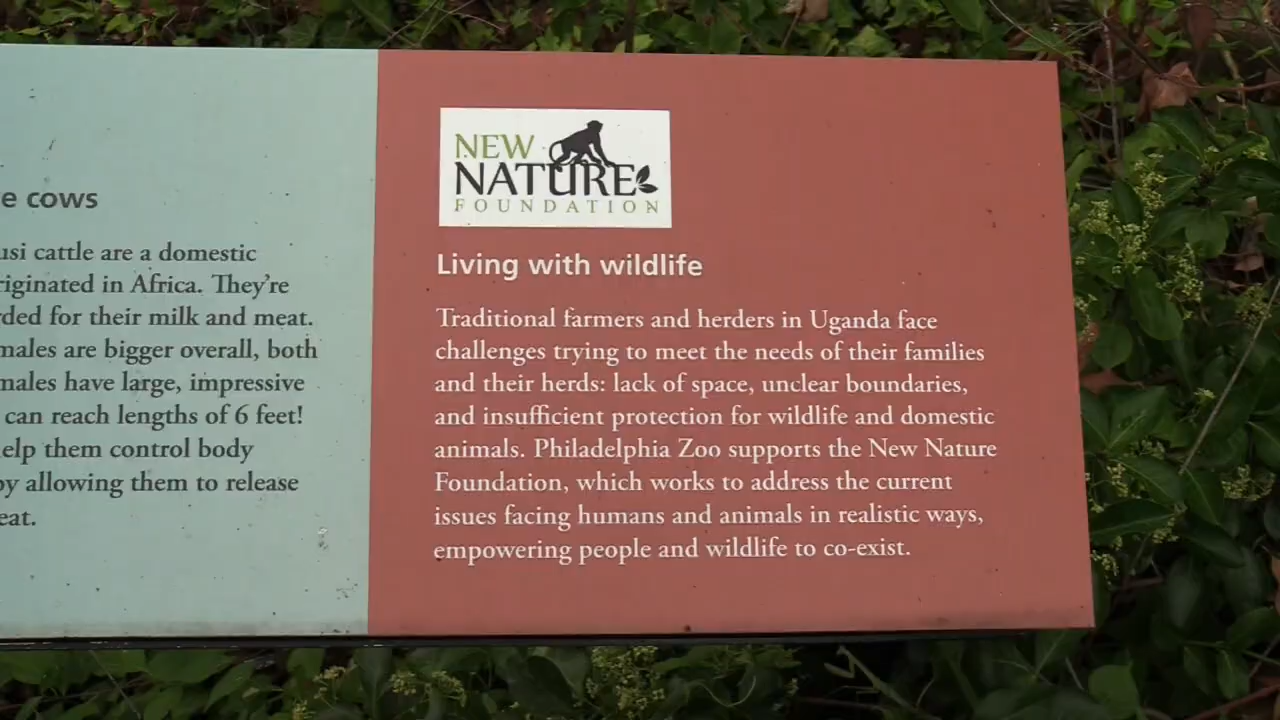 e cows
usi cattle are a domestic
riginated in Africa. They're
ded for their milk and meat.
males are bigger overall, both
males have large, impressive
can reach lengths of 6 feet!
elp them control body
by allowing them to release
eat.
NEW
NATURE
FOUNDATION
Living with wildlife
Traditional farmers and herders in Uganda face
challenges trying to meet the needs of their families
and their herds: lack of space, unclear boundaries,
and insufficient protection for wildlife and domestic
animals. Philadelphia Zoo supports the New Nature
Foundation, which works to address the current
issues facing humans and animals in realistic ways,
empowering people and wildlife to co-exist.